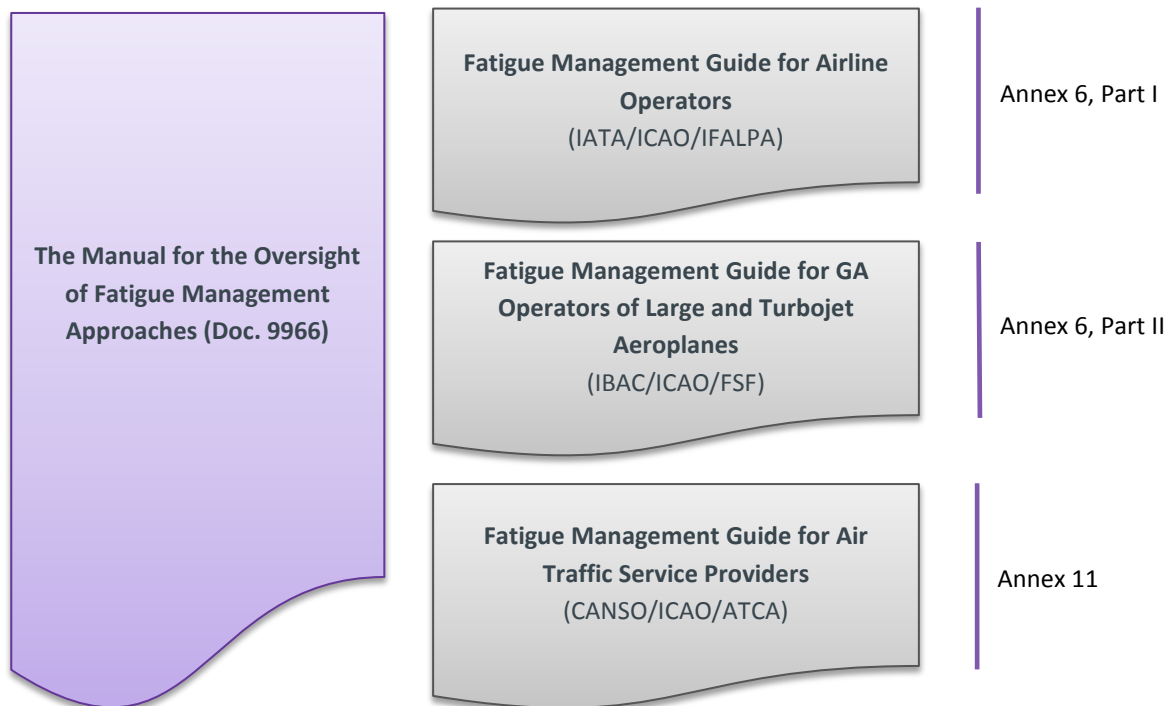 The Manual for the Oversight
of Fatigue Management
Approaches (Doc. 9966)
Fatigue Management Guide for Airline
Operators
(IATA/ICAO/IFALPA)
Annex 6, Part I
Fatigue Management Guide for GA
Operators of Large and Turbojet
Aeroplanes
(IBAC/ICAO/FSF)
Annex 6, Part II
Fatigue Management Guide for Air
Traffic Service Providers
(CANSO/ICAO/ATCA)
Annex 11